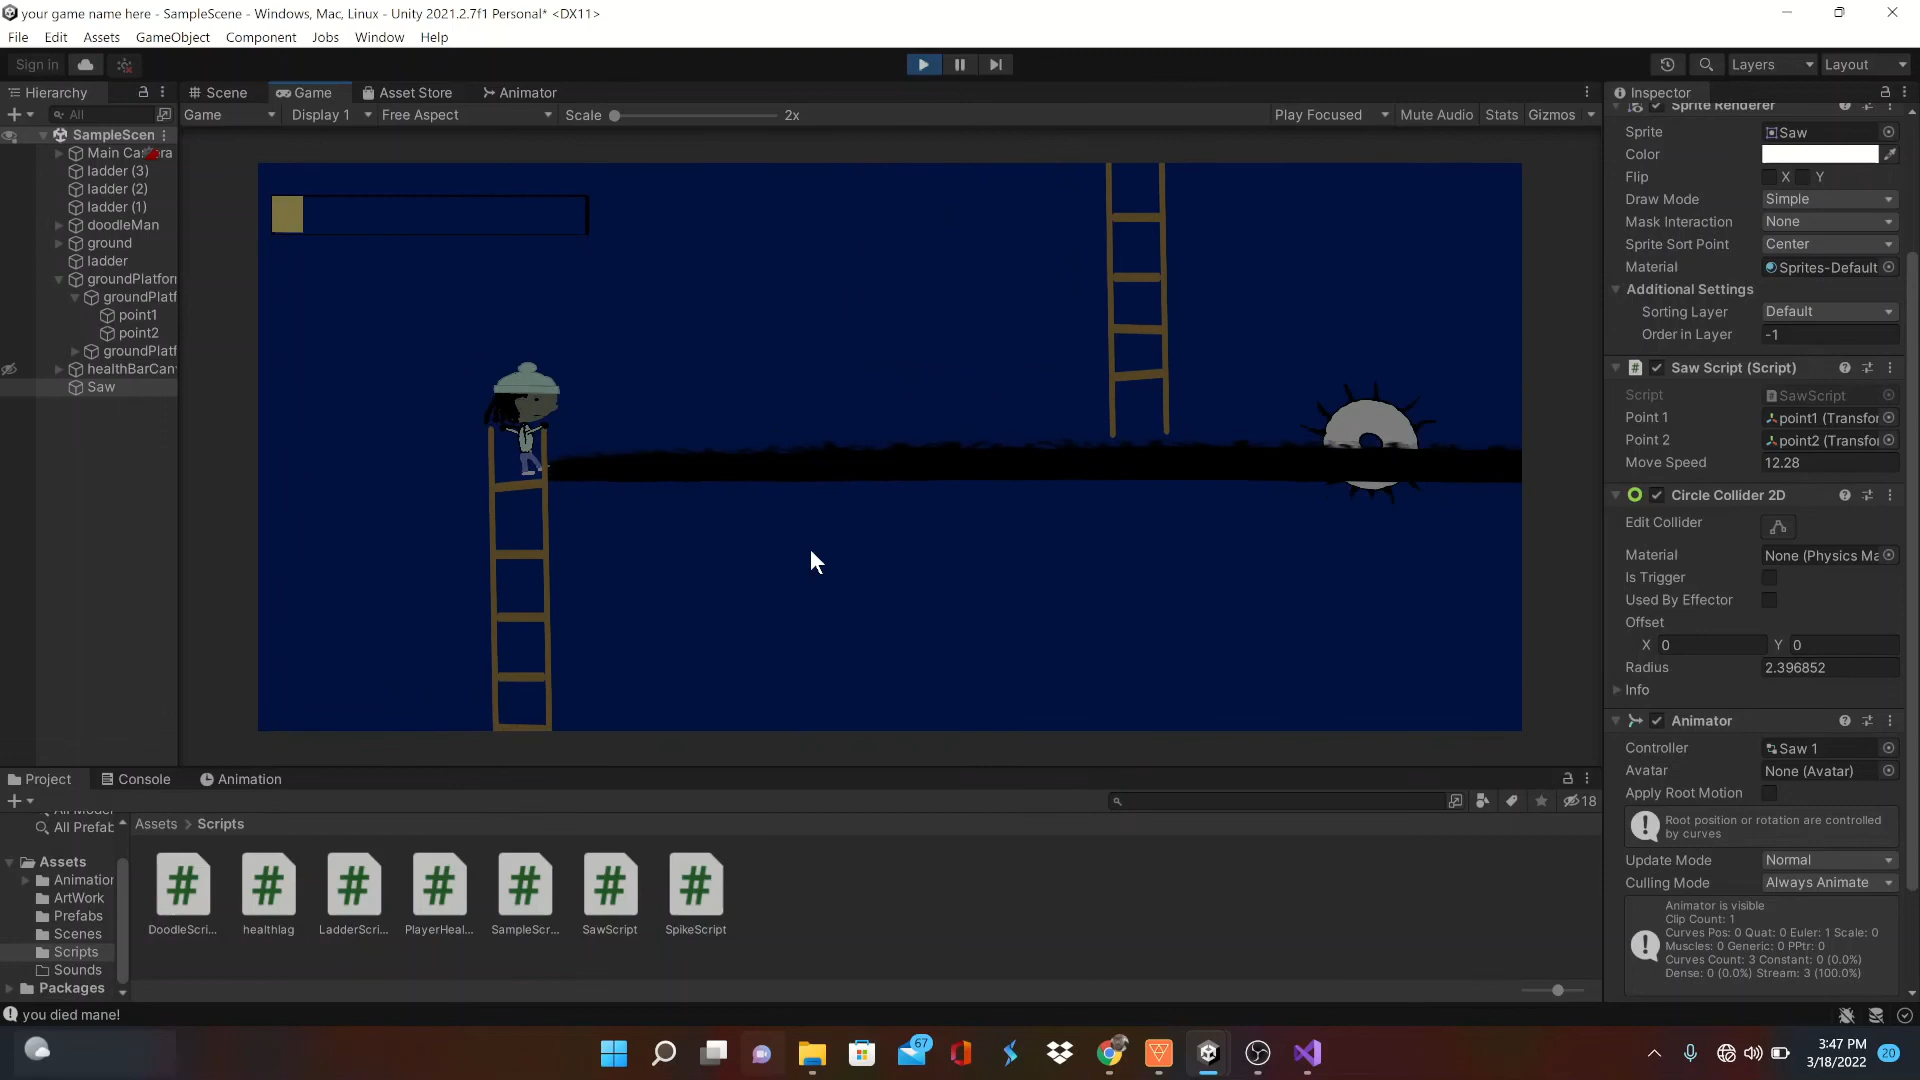 your game name here - SampleScene - Windows, Mac, Linux - Unity 2021.2.7f1 Personal* <DX11>
File Edit Assets GameObject Component Jobs Window Help
Sign in
Layers
Layout
Hierarchy
Scene
Game
Asset Store
Animator
Inspector
All
Game
Display 1
Free Aspect
Scale
2x
Play Focused
Mute Audio
Stats
Gizmos
SampleScen
Main Ca
ra
ladder (3)
ladder (2)
ladder (1)
doodleMan
ground
ladder
groundPlatforn
groundPlatf
point1
point2
groundPlatf
healthBarCan
Saw
Sprite Renderer
Sprite Saw
Color
Flip X Y
Draw Mode Simple
Mask Interaction None
Sprite Sort Point Center
Material Sprites-Default
Additional Settings
Sorting Layer Default
Order in Layer -1
Saw Script (Script)
Script SawScript
Point 1 point1 (Transfor
Point 2 point2 (Transfor
Move Speed 12.28
Circle Collider 2D
Edit Collider
Material None (Physics Ma
Is Trigger
Used By Effector
Offset
X 0 Y 0
Radius 2.396852
Info
Animator
Controller Saw 1
Avatar None (Avatar)
Apply Root Motion
Root position or rotation are controlled
by curves
Update Mode Normal
Culling Mode Always Animate
Animator is visible
Clip Count: 1
Curves Pos: 0 Quat: 0 Euler: 1 Scale: 0
Muscles: 0 Generic: 0 PPtr: 0
Curves Count: 3 Constant: 0 (0.0%)
Dense: 0 (0.0%) Stream: 3 (100.0%)
Project
Console
Animation
18
All Prefab
Assets
Animation
ArtWork
Prefabs
Scenes
Scripts
Sounds
Packages
Assets > Scripts
DoodleScri...
healthlag
LadderScri...
PlayerHeal...
SampleScr...
SawScript
SpikeScript
you died mane!
67
3:47 PM
3/18/2022
20